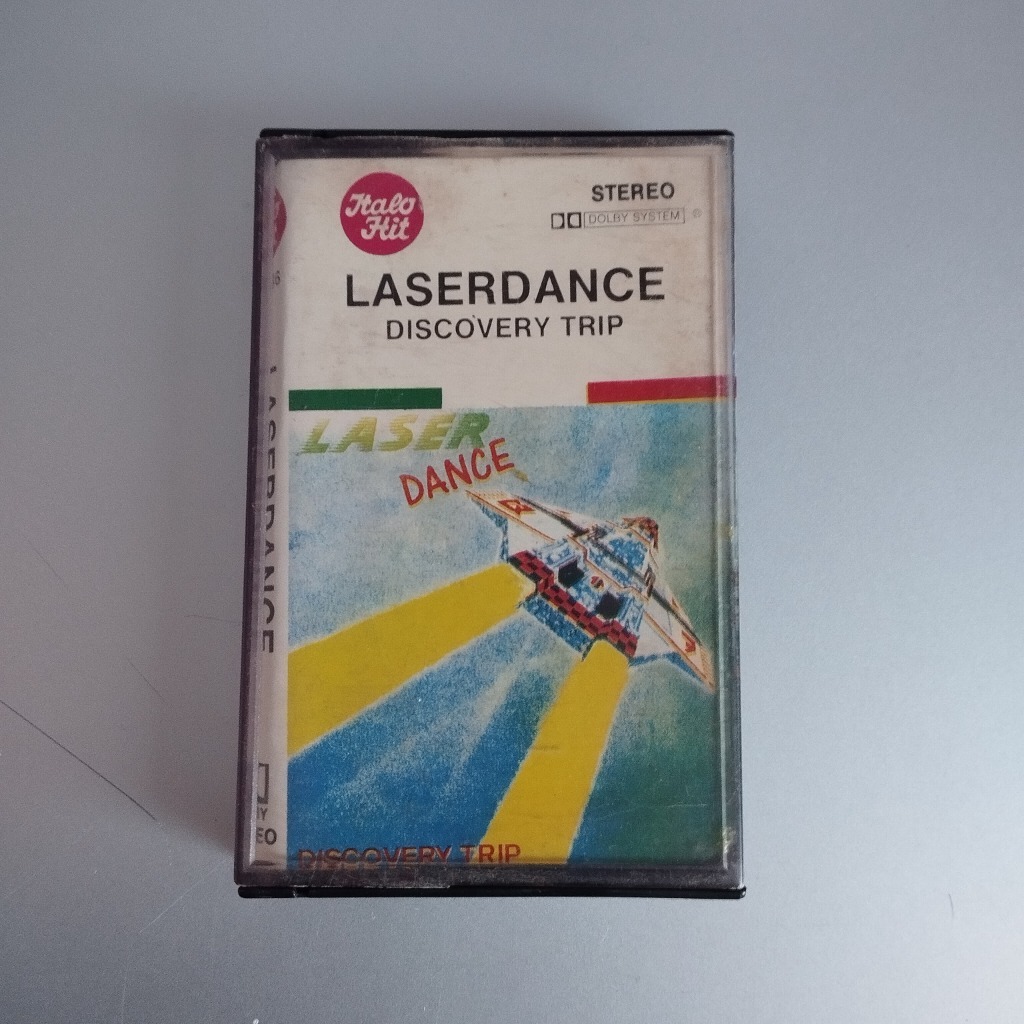 Italo
Hit
STEREO
DOLBY SYSTEM
LASERDANCE
DISCOVERY TRIP
LASER
DANCE
DISCOVERY TRIP
LASERDANCE